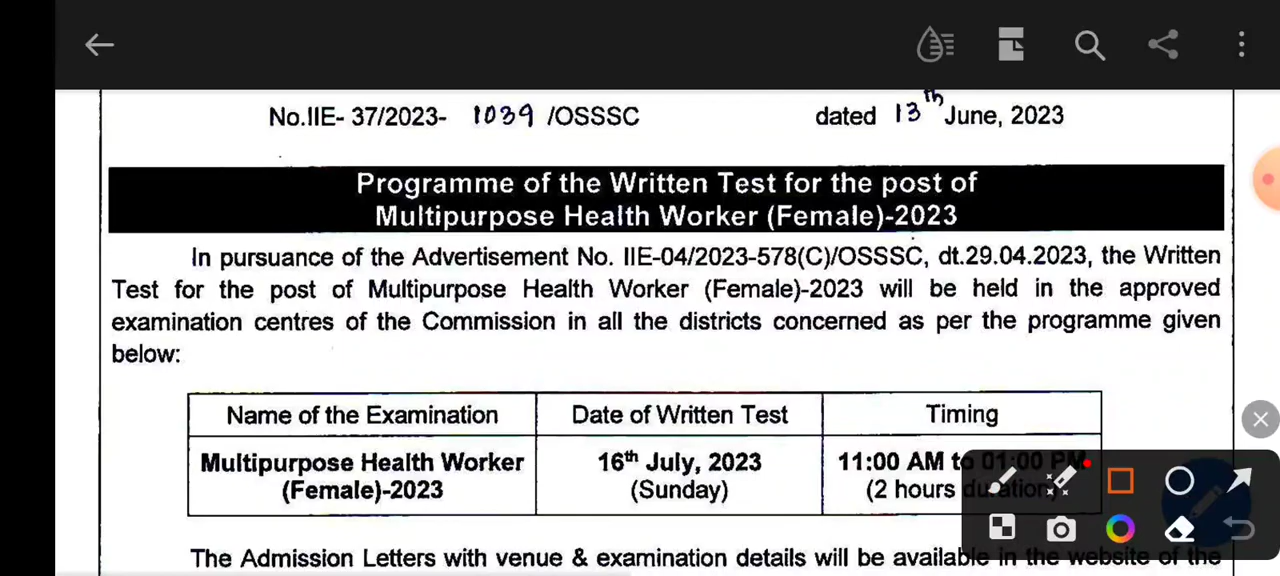 No.IIE- 37/2023- 1039 /OSSSC dated 13th June, 2023
Programme of the Written Test for the post of
Multipurpose Health Worker (Female)-2023
In pursuance of the Advertisement No. IIE-04/2023-578(C)/OSSSC, dt.29.04.2023, the Written
Test for the post of Multipurpose Health Worker (Female)-2023 will be held in the approved
examination centres of the Commission in all the districts concerned as per the programme given
below:
Name of the Examination Date of Written Test Timing
Multipurpose Health Worker 16th July, 2023 11:00 AM to 01:00 PM
(Female)-2023 (Sunday) (2 hours duration)
The Admission Letters with venue & examination details will be available in the website of the